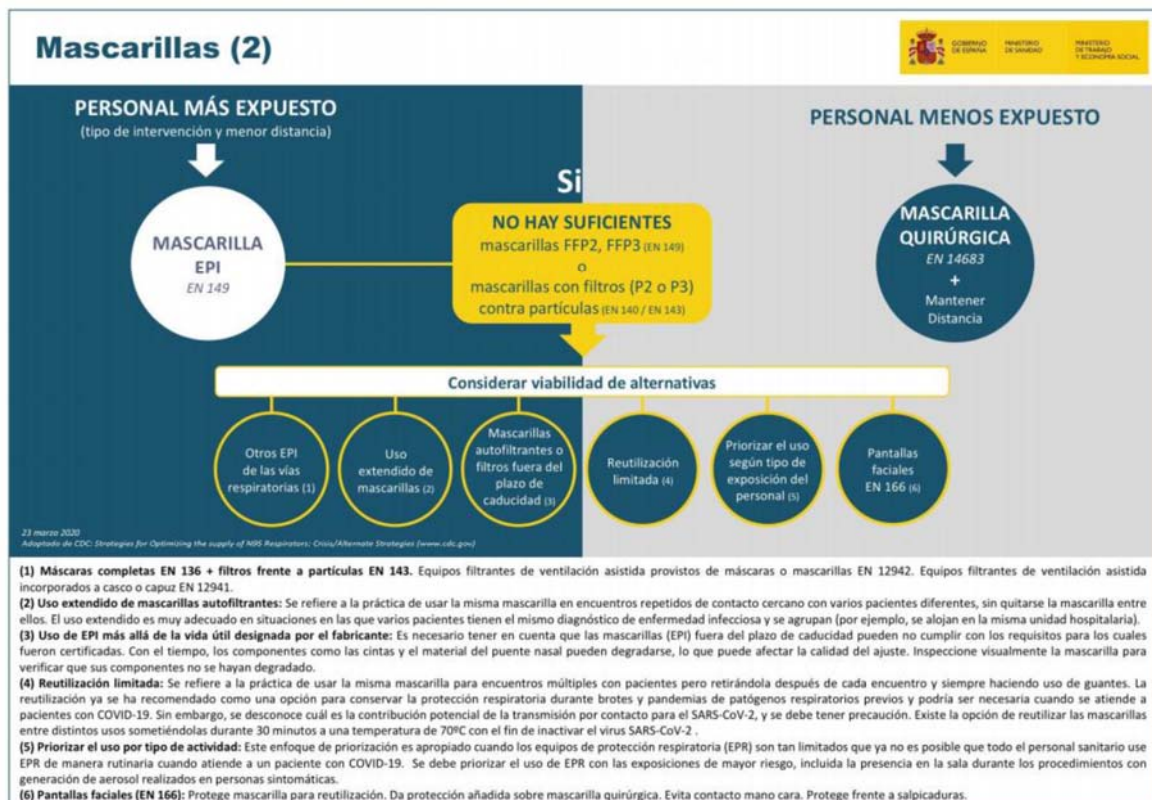 Mascarillas (2)
GOBIERNO
DE ESPAÑA
MINISTERIO
DE SANIDAD
MINISTERIO
DE TRABAJO
Y ECONOMÍA SOCIAL
PERSONAL MÁS EXPUESTO
(tipo de intervención y menor distancia)
PERSONAL MENOS EXPUESTO
MASCARILLA
EPI
EN 149
Si
NO HAY SUFICIENTES
mascarillas FFP2, FFP3 (EN 149)
o
mascarillas con filtros (P2 o P3)
contra partículas (EN 140 / EN 143)
MASCARILLA
QUIRÚRGICA
EN 14683
+
Mantener
Distancia
Considerar viabilidad de alternativas
Otros EPI
de las vías
respiratorias (1)
Uso
extendido de
mascarillas (2)
Mascarillas
autofiltrantes o
filtros fuera del
plazo de
caducidad (3)
Reutilización
limitada (4)
Priorizar el uso
según tipo de
exposición del
personal (5)
Pantallas
faciales
EN 166 (6)
23 marzo 2020
Adaptado de CDC: Strategies for Optimizing the supply of N95 Respirators: Crisis/Alternate Strategies (www.cdc.gov)
(1) Máscaras completas EN 136 + filtros frente a partículas EN 143. Equipos filtrantes de ventilación asistida provistos de máscaras o mascarillas EN 12942. Equipos filtrantes de ventilación asistida
incorporados a casco o capuz EN 12941.
(2) Uso extendido de mascarillas autofiltrantes: Se refiere a la práctica de usar la misma mascarilla en encuentros repetidos de contacto cercano con varios pacientes diferentes, sin quitarse la mascarilla entre
ellos. El uso extendido es muy adecuado en situaciones en las que varios pacientes tienen el mismo diagnóstico de enfermedad infecciosa y se agrupan (por ejemplo, se alojan en la misma unidad hospitalaria).
(3) Uso de EPI más allá de la vida útil designada por el fabricante: Es necesario tener en cuenta que las mascarillas (EPI) fuera del plazo de caducidad pueden no cumplir con los requisitos para los cuales
fueron certificadas. Con el tiempo, los componentes como las cintas y el material del puente nasal pueden degradarse, lo que puede afectar la calidad del ajuste. Inspeccione visualmente la mascarilla para
verificar que sus componentes no se hayan degradado.
(4) Reutilización limitada: Se refiere a la práctica de usar la misma mascarilla para encuentros múltiples con pacientes pero retirándola después de cada encuentro y siempre haciendo uso de guantes. La
reutilización ya se ha recomendado como una opción para conservar la protección respiratoria durante brotes y pandemias de patógenos respiratorios previos y podría ser necesaria cuando se atiende a
pacientes con COVID-19. Sin embargo, se desconoce cuál es la contribución potencial de la transmisión por contacto para el SARS-CoV-2, y se debe tener precaución. Existe la opción de reutilizar las mascarillas
entre distintos usos sometiéndolas durante 30 minutos a una temperatura de 70ºC con el fin de inactivar el virus SARS-CoV-2 .
(5) Priorizar el uso por tipo de actividad: Este enfoque de priorización es apropiado cuando los equipos de protección respiratoria (EPR) son tan limitados que ya no es posible que todo el personal sanitario use
EPR de manera rutinaria cuando atiende a un paciente con COVID-19. Se debe priorizar el uso de EPR con las exposiciones de mayor riesgo, incluida la presencia en la sala durante los procedimientos con
generación de aerosol realizados en personas sintomáticas.
(6) Pantallas faciales (EN 166): Protege mascarilla para reutilización. Da protección añadida sobre mascarilla quirúrgica. Evita contacto mano cara. Protege frente a salpicaduras.